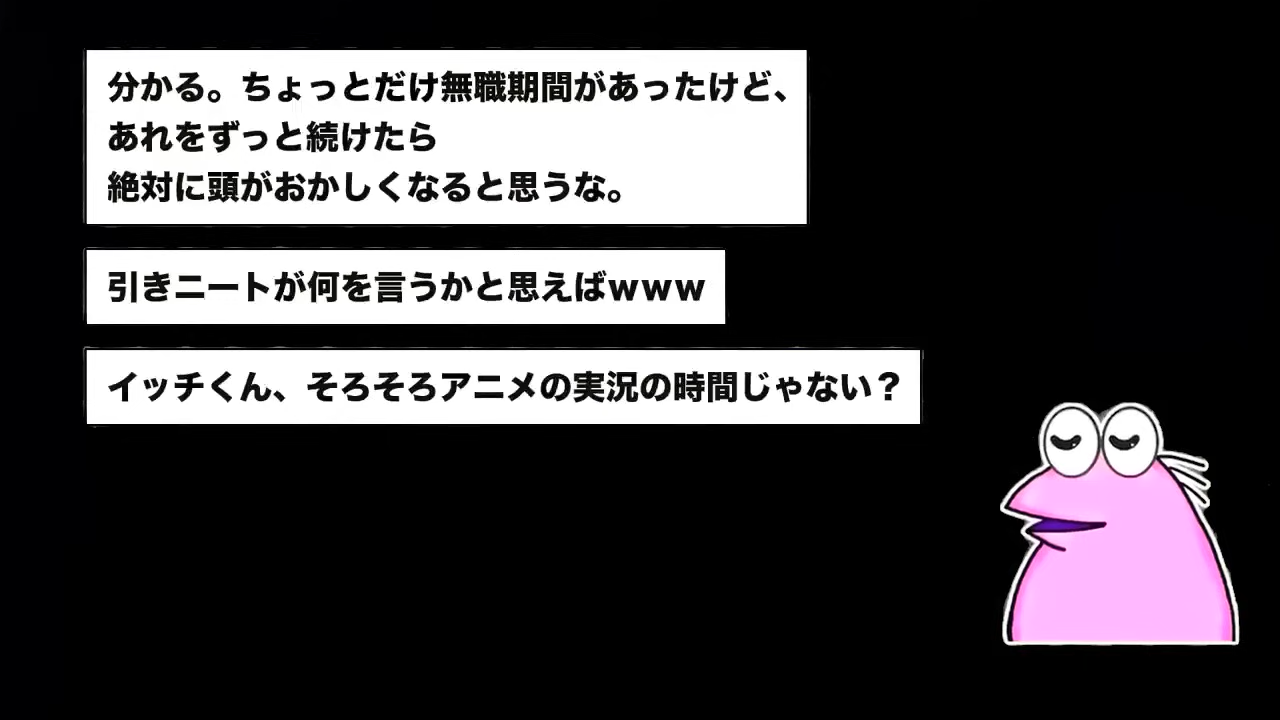 分かる。ちょっとだけ無職期間があったけど、
あれをずっと続けたら
絶対に頭がおかしくなると思うな。
引きニートが何を言うかと思えばwww
イッチくん、そろそろアニメの実況の時間じゃない？